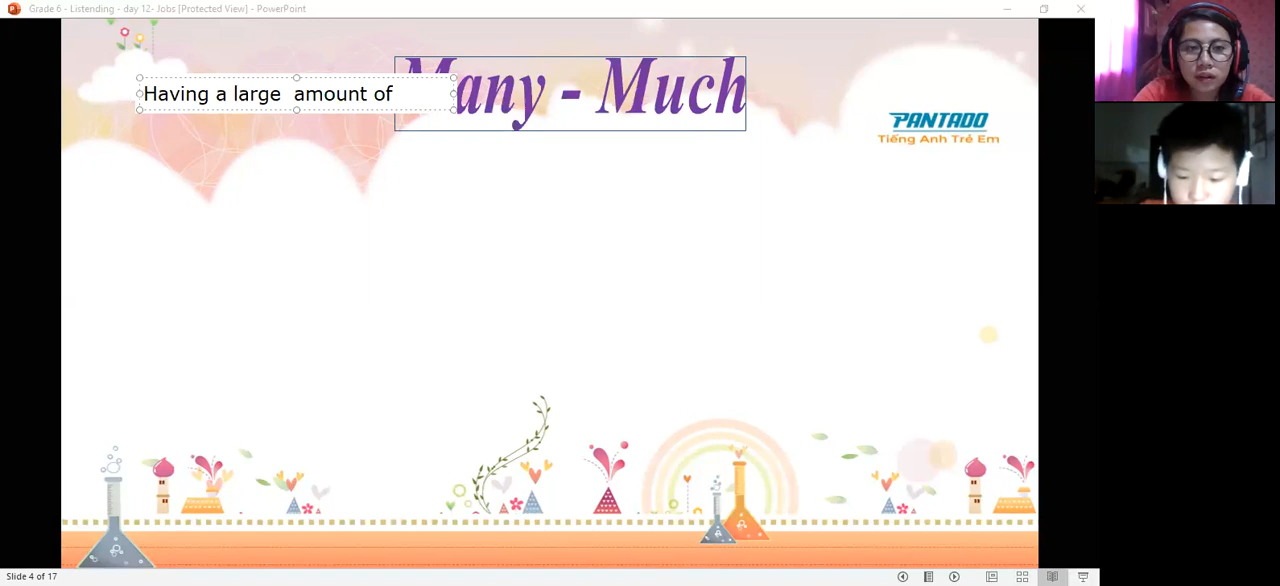 Grade 6 - Listending - day 12- Jobs [Protected View] - PowerPoint
Many - Much
Having a large  amount of
PANTADO
Tiếng Anh Trẻ Em
Slide 4 of 17